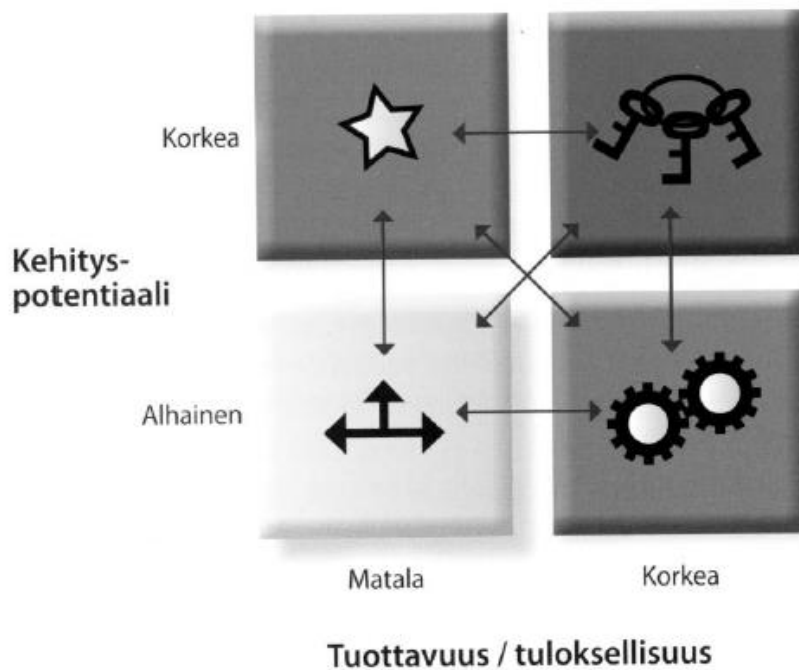 Korkea
Kehitys-
potentiaali
Alhainen
Matala
Korkea
Tuottavuus / tuloksellisuus